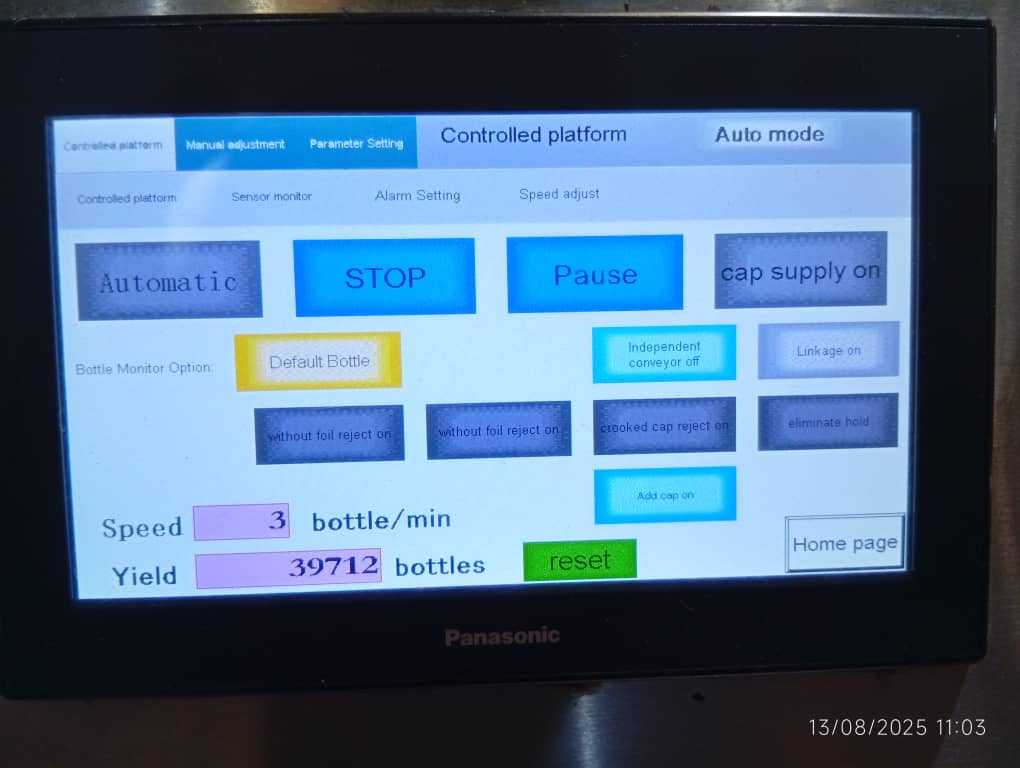 Controlled platform
Manual adjustment
Parameter Setting
Controlled platform
Auto mode
Controlled platform
Sensor monitor
Alarm Setting
Speed adjust
Automatic
STOP
Pause
cap supply on
Bottle Monitor Option:
Default Bottle
Independent
conveyor off
Linkage on
without foil reject on
without foil reject on
crooked cap reject on
eliminate hold
Add cap on
Speed 3 bottle/min
Yield 39712 bottles
reset
Home page
Panasonic
13/08/2025 11:03